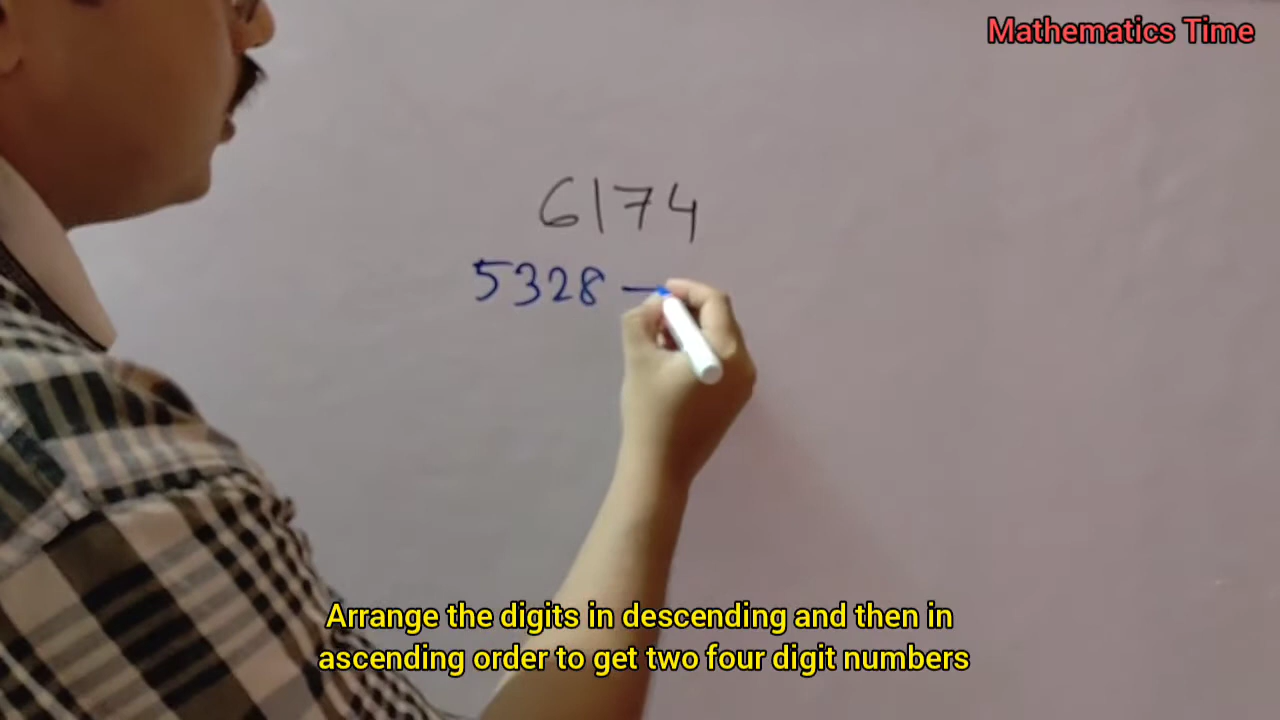 Mathematics Time
6174
5328 —
Arrange the digits in descending and then in
ascending order to get two four digit numbers